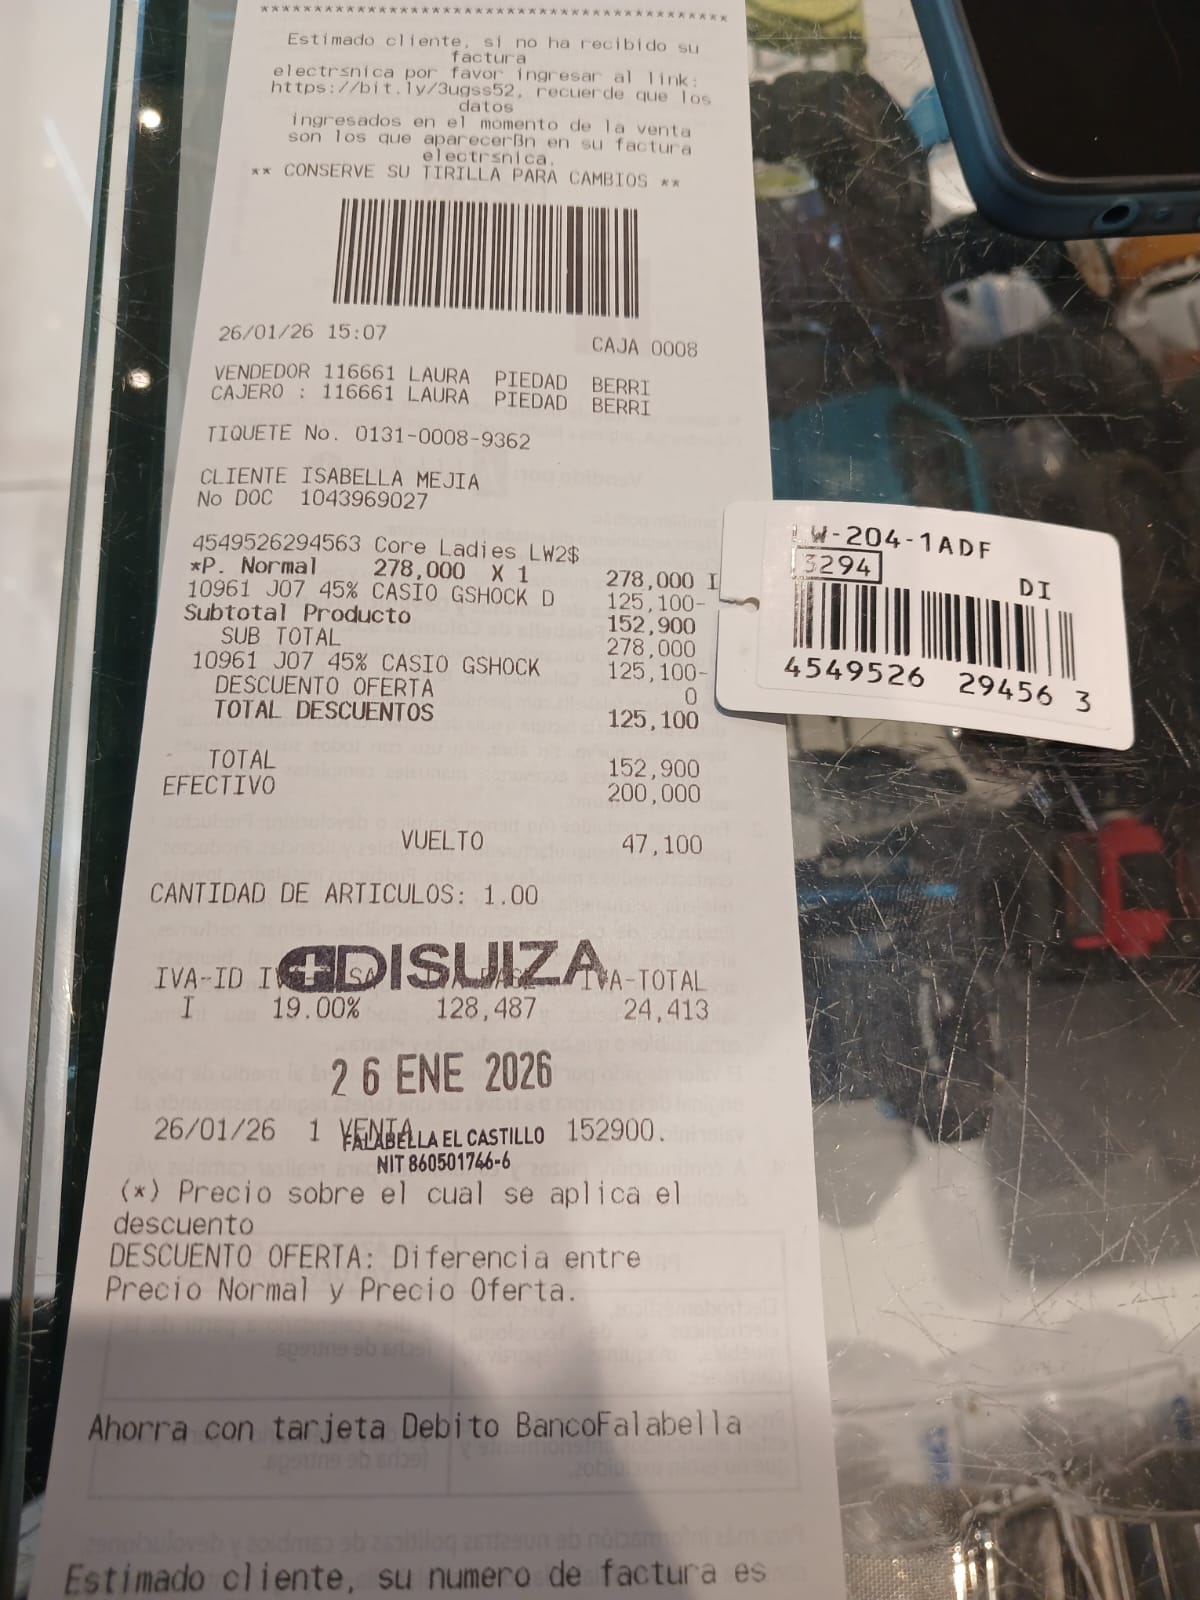 ****************************************
Estimado cliente, si no ha recibido su
factura
electrsnica por favor ingresar al link:
https://bit.ly/3ugss52, recuerde que los
datos
ingresados en el momento de la venta
son los que aparecerßn en su factura
electrsnica.
** CONSERVE SU TIRILLA PARA CAMBIOS **
26/01/26 15:07 CAJA 0008
VENDEDOR 116661 LAURA PIEDAD BERRI
CAJERO : 116661 LAURA PIEDAD BERRI
TIQUETE No. 0131-0008-9362
CLIENTE ISABELLA MEJIA
No DOC 1043969027
4549526294563 Core Ladies LW2$
*P. Normal 278,000 X 1 278,000 I
10961 J07 45% CASIO GSHOCK D 125,100-
Subtotal Producto 152,900
SUB TOTAL 278,000
10961 J07 45% CASIO GSHOCK 125,100-
DESCUENTO OFERTA 0
TOTAL DESCUENTOS 125,100
TOTAL 152,900
EFECTIVO 200,000
VUELTO 47,100
CANTIDAD DE ARTICULOS: 1.00
DISUIZA
IVA-ID IVA-TOTAL
I 19.00% 128,487 24,413
26 ENE 2026
26/01/26 1 VENTA 152900.
FALABELLA EL CASTILLO
NIT 860501746-6
(*) Precio sobre el cual se aplica el
descuento
DESCUENTO OFERTA: Diferencia entre
Precio Normal y Precio Oferta.
Ahorra con tarjeta Debito BancoFalabella
Estimado cliente, su numero de factura es
LW-204-1ADF
3294
DI
4549526 29456 3